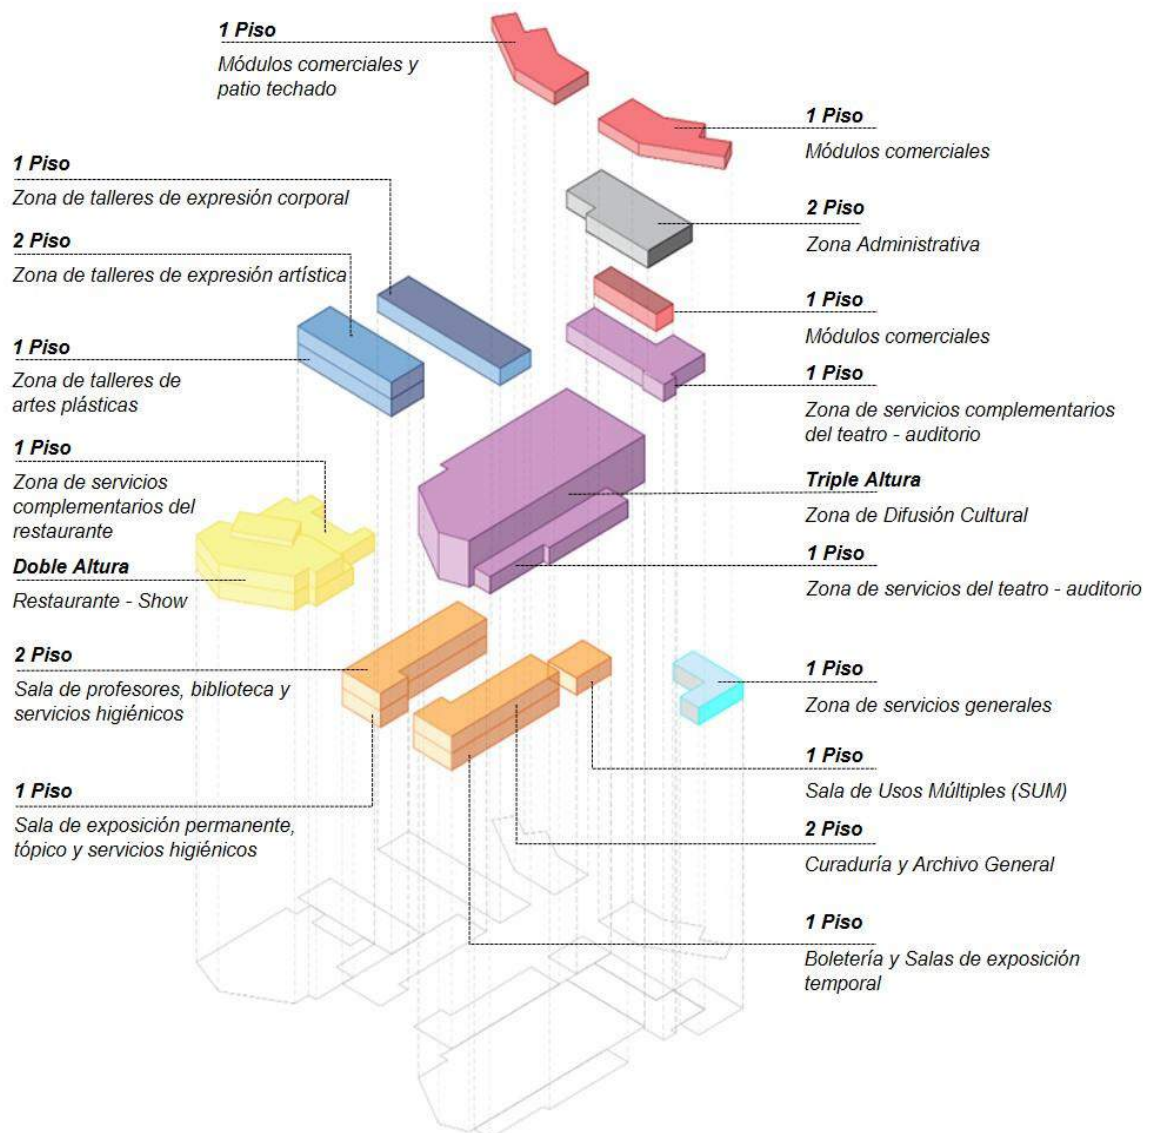 1 Piso
Módulos comerciales y
patio techado
1 Piso
Zona de talleres de expresión corporal
2 Piso
Zona de talleres de expresión artística
1 Piso
Zona de talleres de
artes plásticas
1 Piso
Zona de servicios
complementarios del
restaurante
Doble Altura
Restaurante - Show
2 Piso
Sala de profesores, biblioteca y
servicios higiénicos
1 Piso
Sala de exposición permanente,
tópico y servicios higiénicos
1 Piso
Módulos comerciales
2 Piso
Zona Administrativa
1 Piso
Módulos comerciales
1 Piso
Zona de servicios complementarios
del teatro - auditorio
Triple Altura
Zona de Difusión Cultural
1 Piso
Zona de servicios del teatro - auditorio
1 Piso
Zona de servicios generales
1 Piso
Sala de Usos Múltiples (SUM)
2 Piso
Curaduría y Archivo General
1 Piso
Boletería y Salas de exposición
temporal